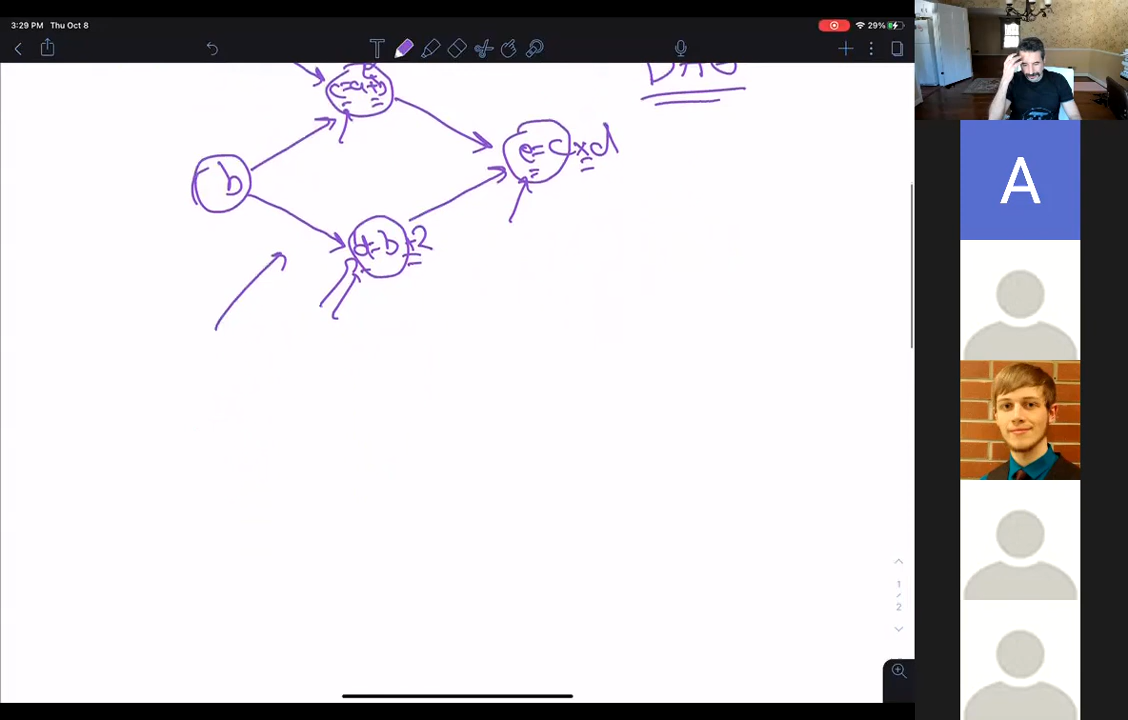 3:29 PM Thu Oct 8
29%
T
DAG
c=a+b
b
e=c×d
d=b+2
1
2
A